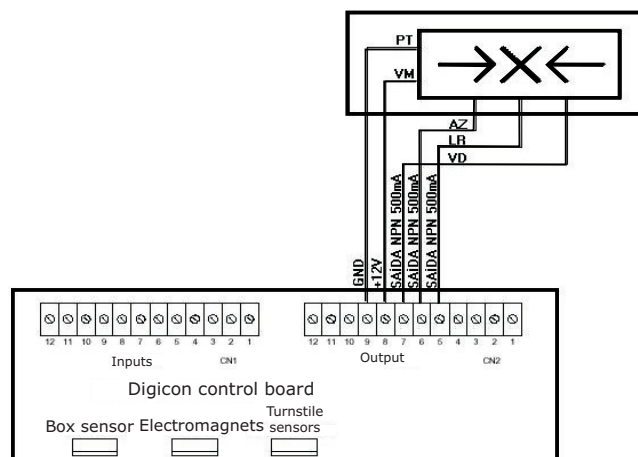 PT
VM
AZ
LR
VD
GND
+12V
SAÍDA NPN 500mA
SAÍDA NPN 500mA
SAÍDA NPN 500mA
12 11 10 9 8 7 6 5 4 3 2 1
12 11 10 9 8 7 6 5 4 3 2 1
Inputs
CN1
Output
CN2
Digicon control board
Box sensor
Electromagnets
Turnstile
sensors